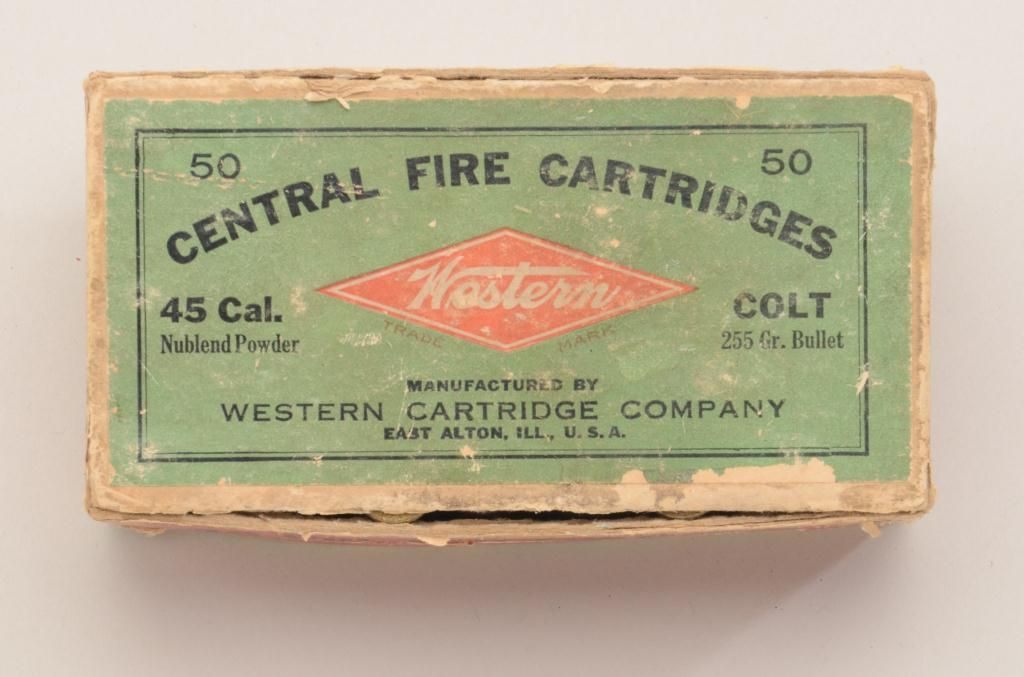 50 50
CENTRAL FIRE CARTRIDGES
Western
TRADE MARK
45 Cal. COLT
Nublend Powder 255 Gr. Bullet
MANUFACTURED BY
WESTERN CARTRIDGE COMPANY
EAST ALTON, ILL., U. S. A.